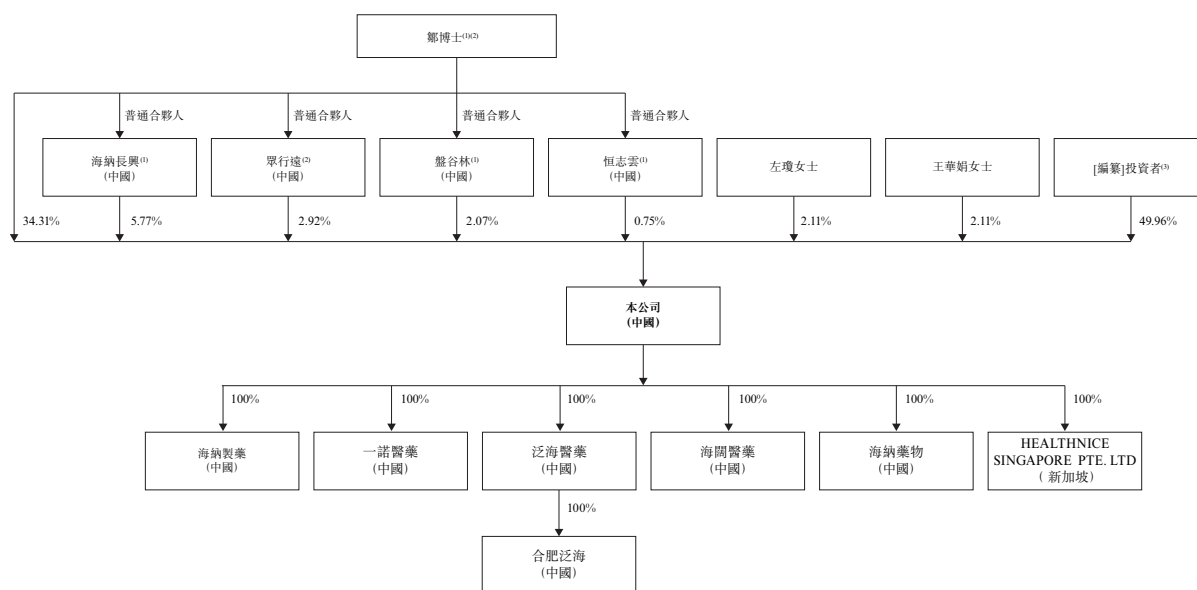 鄒博士(1)(2)
普通合夥人
普通合夥人
普通合夥人
普通合夥人
海納長興(1)
(中國)
眾行遠(2)
(中國)
盤谷林(1)
(中國)
恒志雲(1)
(中國)
左瓊女士
王華娟女士
[編纂]投資者(3)
34.31%
5.77%
2.92%
2.07%
0.75%
2.11%
2.11%
49.96%
本公司
(中國)
100%
100%
100%
100%
100%
100%
海納製藥
(中國)
一諾醫藥
(中國)
泛海醫藥
(中國)
海闊醫藥
(中國)
海納藥物
(中國)
HEALTHNICE
SINGAPORE PTE. LTD
( 新加坡)
100%
合肥泛海
(中國)